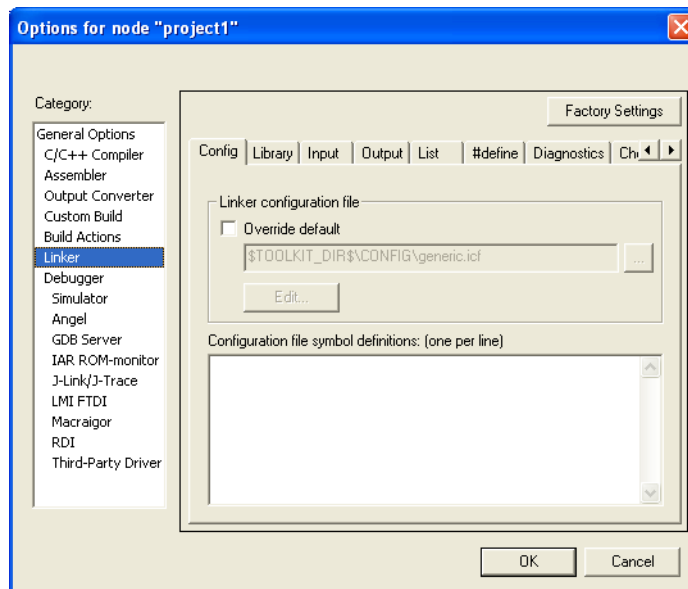 Options for node "project1"
Category:
General Options
C/C++ Compiler
Assembler
Output Converter
Custom Build
Build Actions
Linker
Debugger
Simulator
Angel
GDB Server
IAR ROM-monitor
J-Link/J-Trace
LMI FTDI
Macraigor
RDI
Third-Party Driver
Factory Settings
Config Library Input Output List #define Diagnostics
Linker configuration file
Override default
$TOOLKIT_DIR$\CONFIG\generic.icf
...
Edit...
Configuration file symbol definitions: (one per line)
OK Cancel